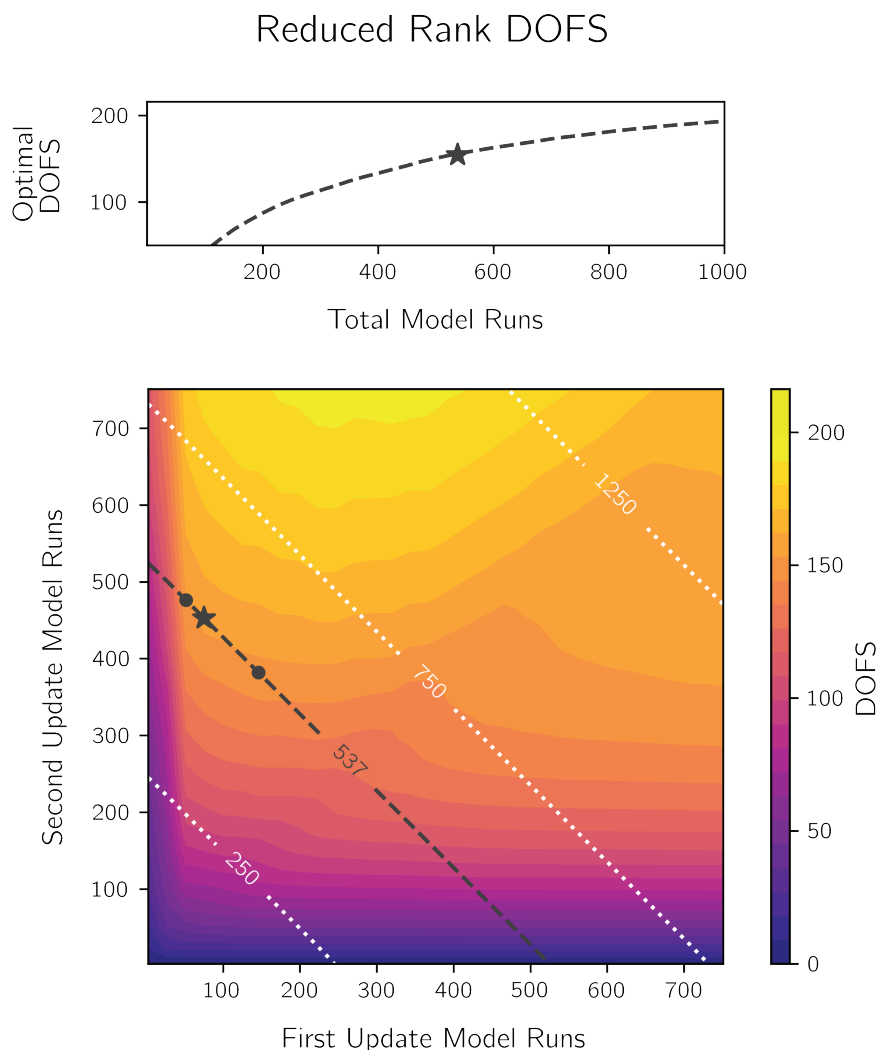 Reduced Rank DOFS
Optimal
DOFS
200
100
200 400 600 800 1000
Total Model Runs
Second Update Model Runs
700
600
500
400
300
200
100
1250
750
537
250
100 200 300 400 500 600 700
First Update Model Runs
200
150
100
50
0
DOFS